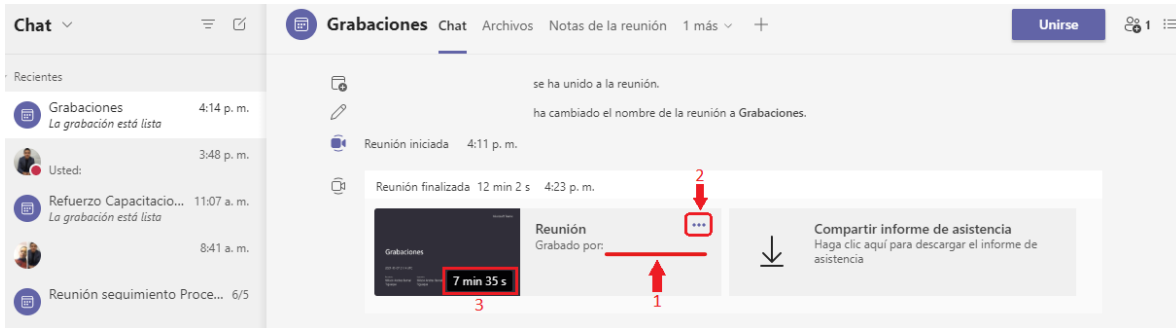 Chat
Recientes
Grabaciones 4:14 p. m.
La grabación está lista
3:48 p. m.
Usted:
Refuerzo Capacitacio... 11:07 a. m.
La grabación está lista
8:41 a. m.
Reunión seguimiento Proce... 6/5
Grabaciones Chat Archivos Notas de la reunión 1 más
Unirse
1
se ha unido a la reunión.
ha cambiado el nombre de la reunión a Grabaciones.
Reunión iniciada 4:11 p. m.
Reunión finalizada 12 min 2 s 4:23 p. m.
2
Grabaciones
7 min 35 s
3
Reunión
Grabado por:
1
Compartir informe de asistencia
Haga clic aquí para descargar el informe de
asistencia